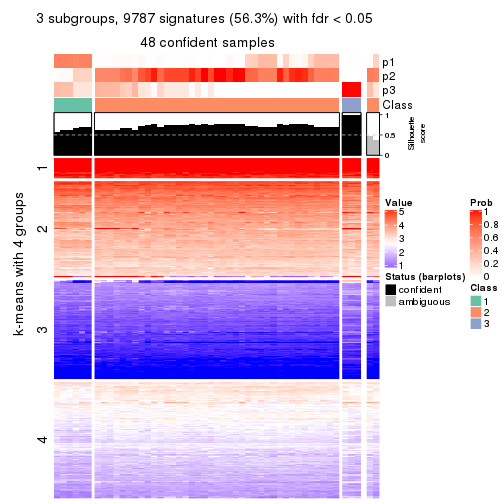 3 subgroups, 9787 signatures (56.3%) with fdr < 0.05
48 confident samples
p1
p2
p3
Class
1
0.5
0
Silhouette
score
k-means with 4 groups
1
2
3
4
Value
5
4
3
2
1
Status (barplots)
confident
ambiguous
Prob
1
0.8
0.6
0.4
0.2
0
Class
1
2
3